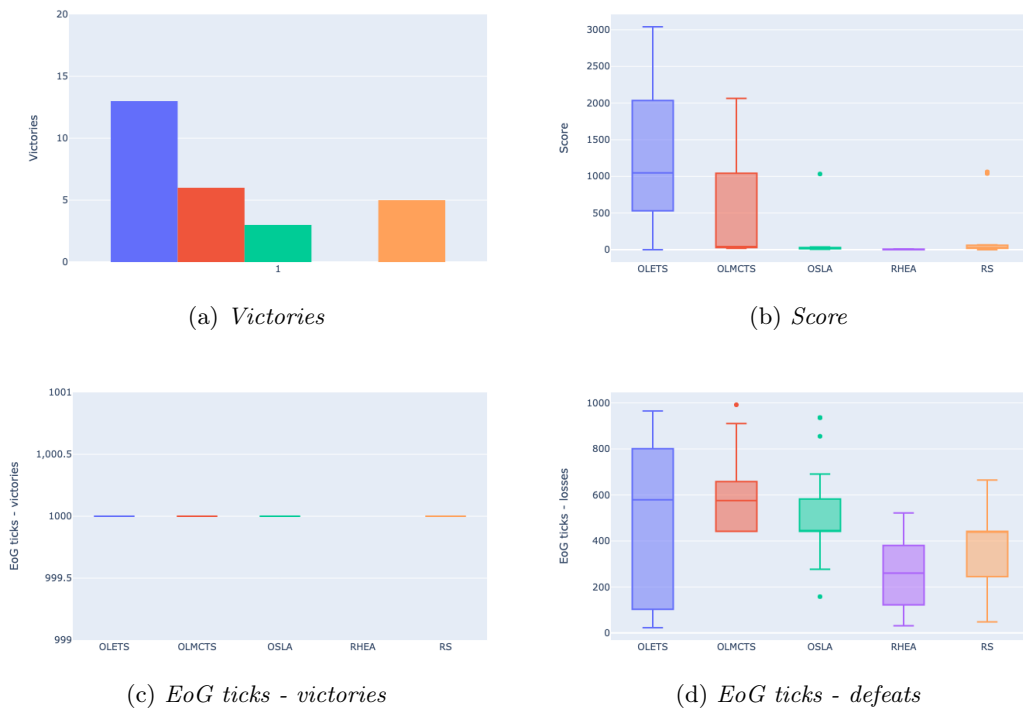 20
15
10
5
0
Victories
1
(a) Victories
3000
2500
2000
1500
1000
500
0
Score
OLETS OLMCTS OSLA RHEA RS
(b) Score
1001
1,000.5
1000
999.5
999
EoG ticks - victories
OLETS OLMCTS OSLA RHEA RS
(c) EoG ticks - victories
1000
800
600
400
200
0
EoG ticks - losses
OLETS OLMCTS OSLA RHEA RS
(d) EoG ticks - defeats